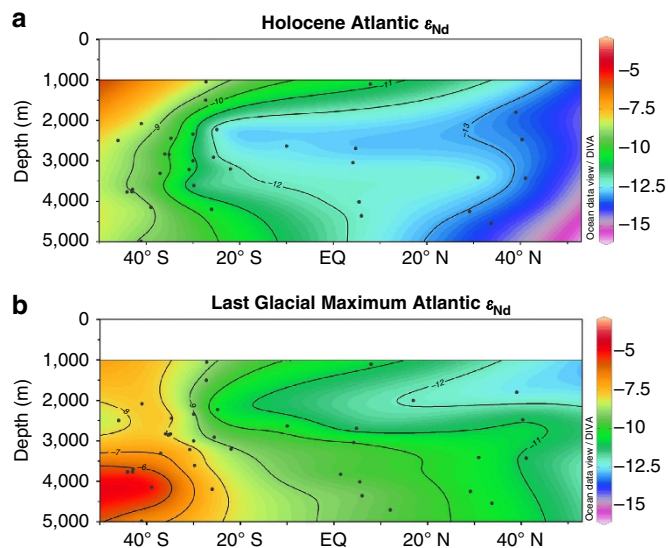 a
Holocene Atlantic εNd
0
1,000
2,000
3,000
4,000
5,000
Depth (m)
40° S
20° S
EQ
20° N
40° N
-9
-10
-11
-12
-13
-5
-7.5
-10
-12.5
-15
Ocean data view / DIVA
b
Last Glacial Maximum Atlantic εNd
0
1,000
2,000
3,000
4,000
5,000
Depth (m)
40° S
20° S
EQ
20° N
40° N
-7
-6
-12
-11
-5
-7.5
-10
-12.5
-15
Ocean data view / DIVA